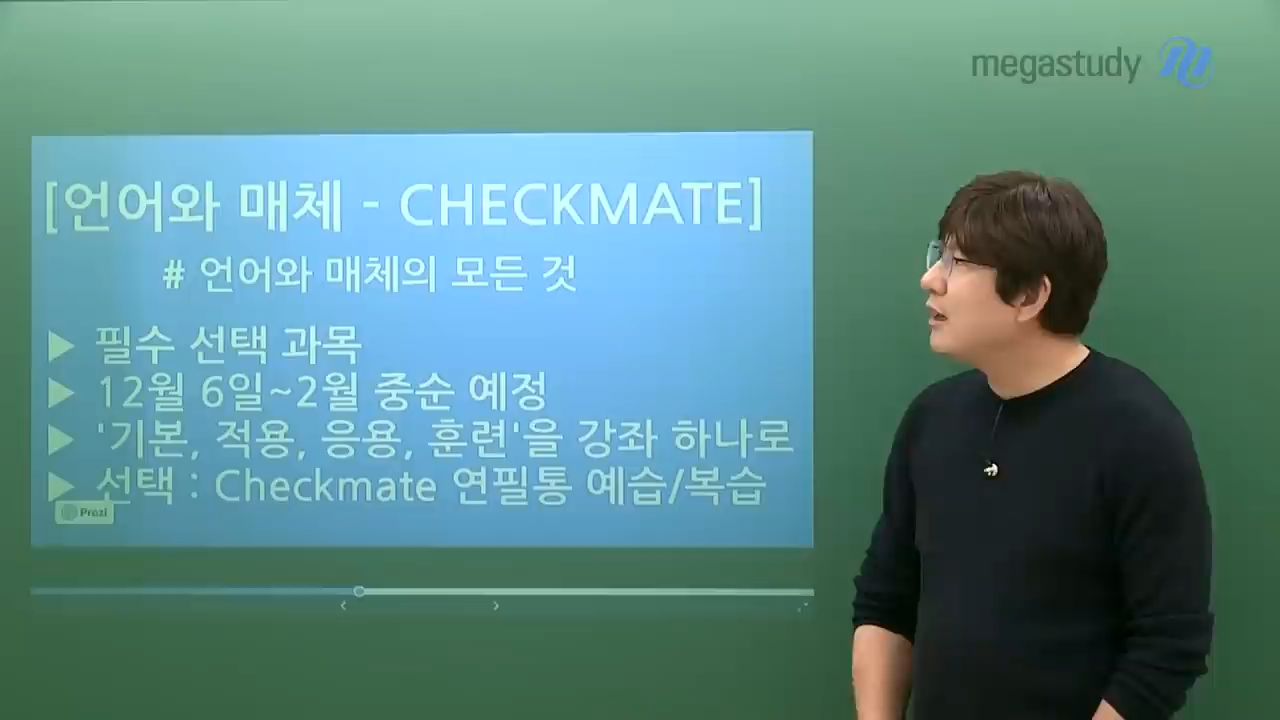 megastudy
[언어와 매체 - CHECKMATE]
# 언어와 매체의 모든 것
▶ 필수 선택 과목
▶ 12월 6일~2월 중순 예정
▶ '기본, 적용, 응용, 훈련'을 강좌 하나로
▶ 선택 : Checkmate 연필통 예습/복습
Prezi